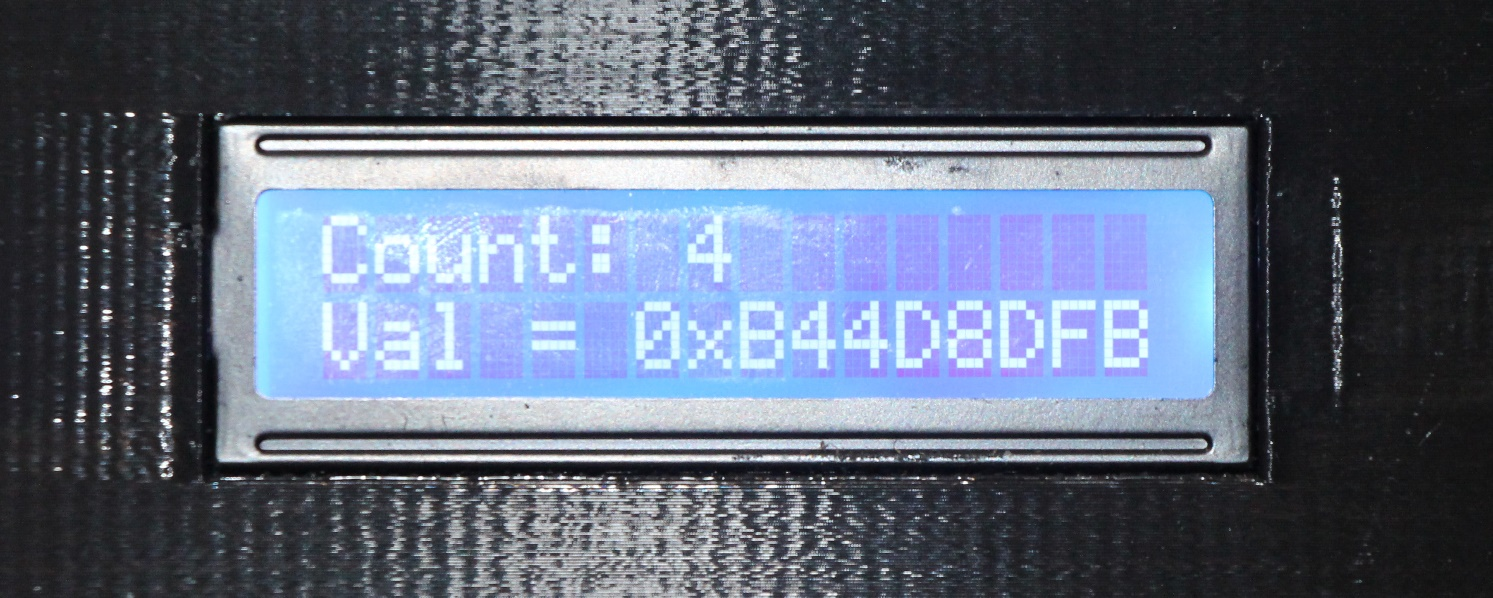 Count: 4
Val = 0xB44D8DFB